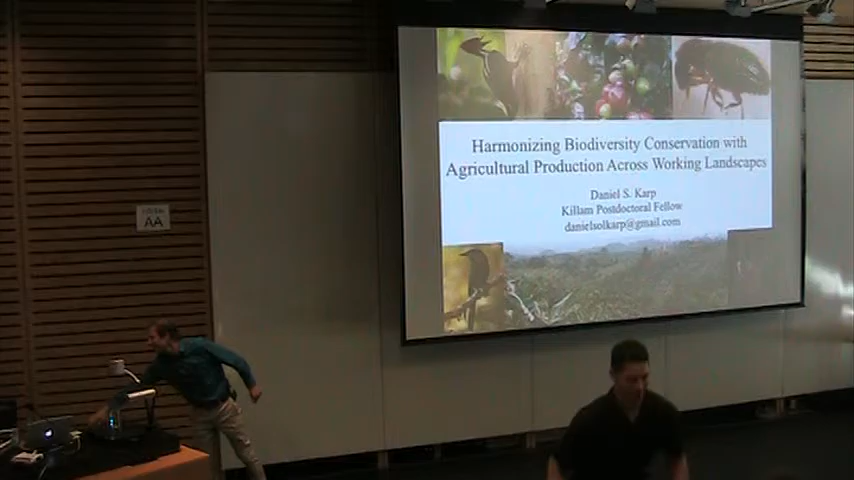 Harmonizing Biodiversity Conservation with
Agricultural Production Across Working Landscapes
Daniel S. Karp
Killam Postdoctoral Fellow
danielsolkarp@gmail.com
AA